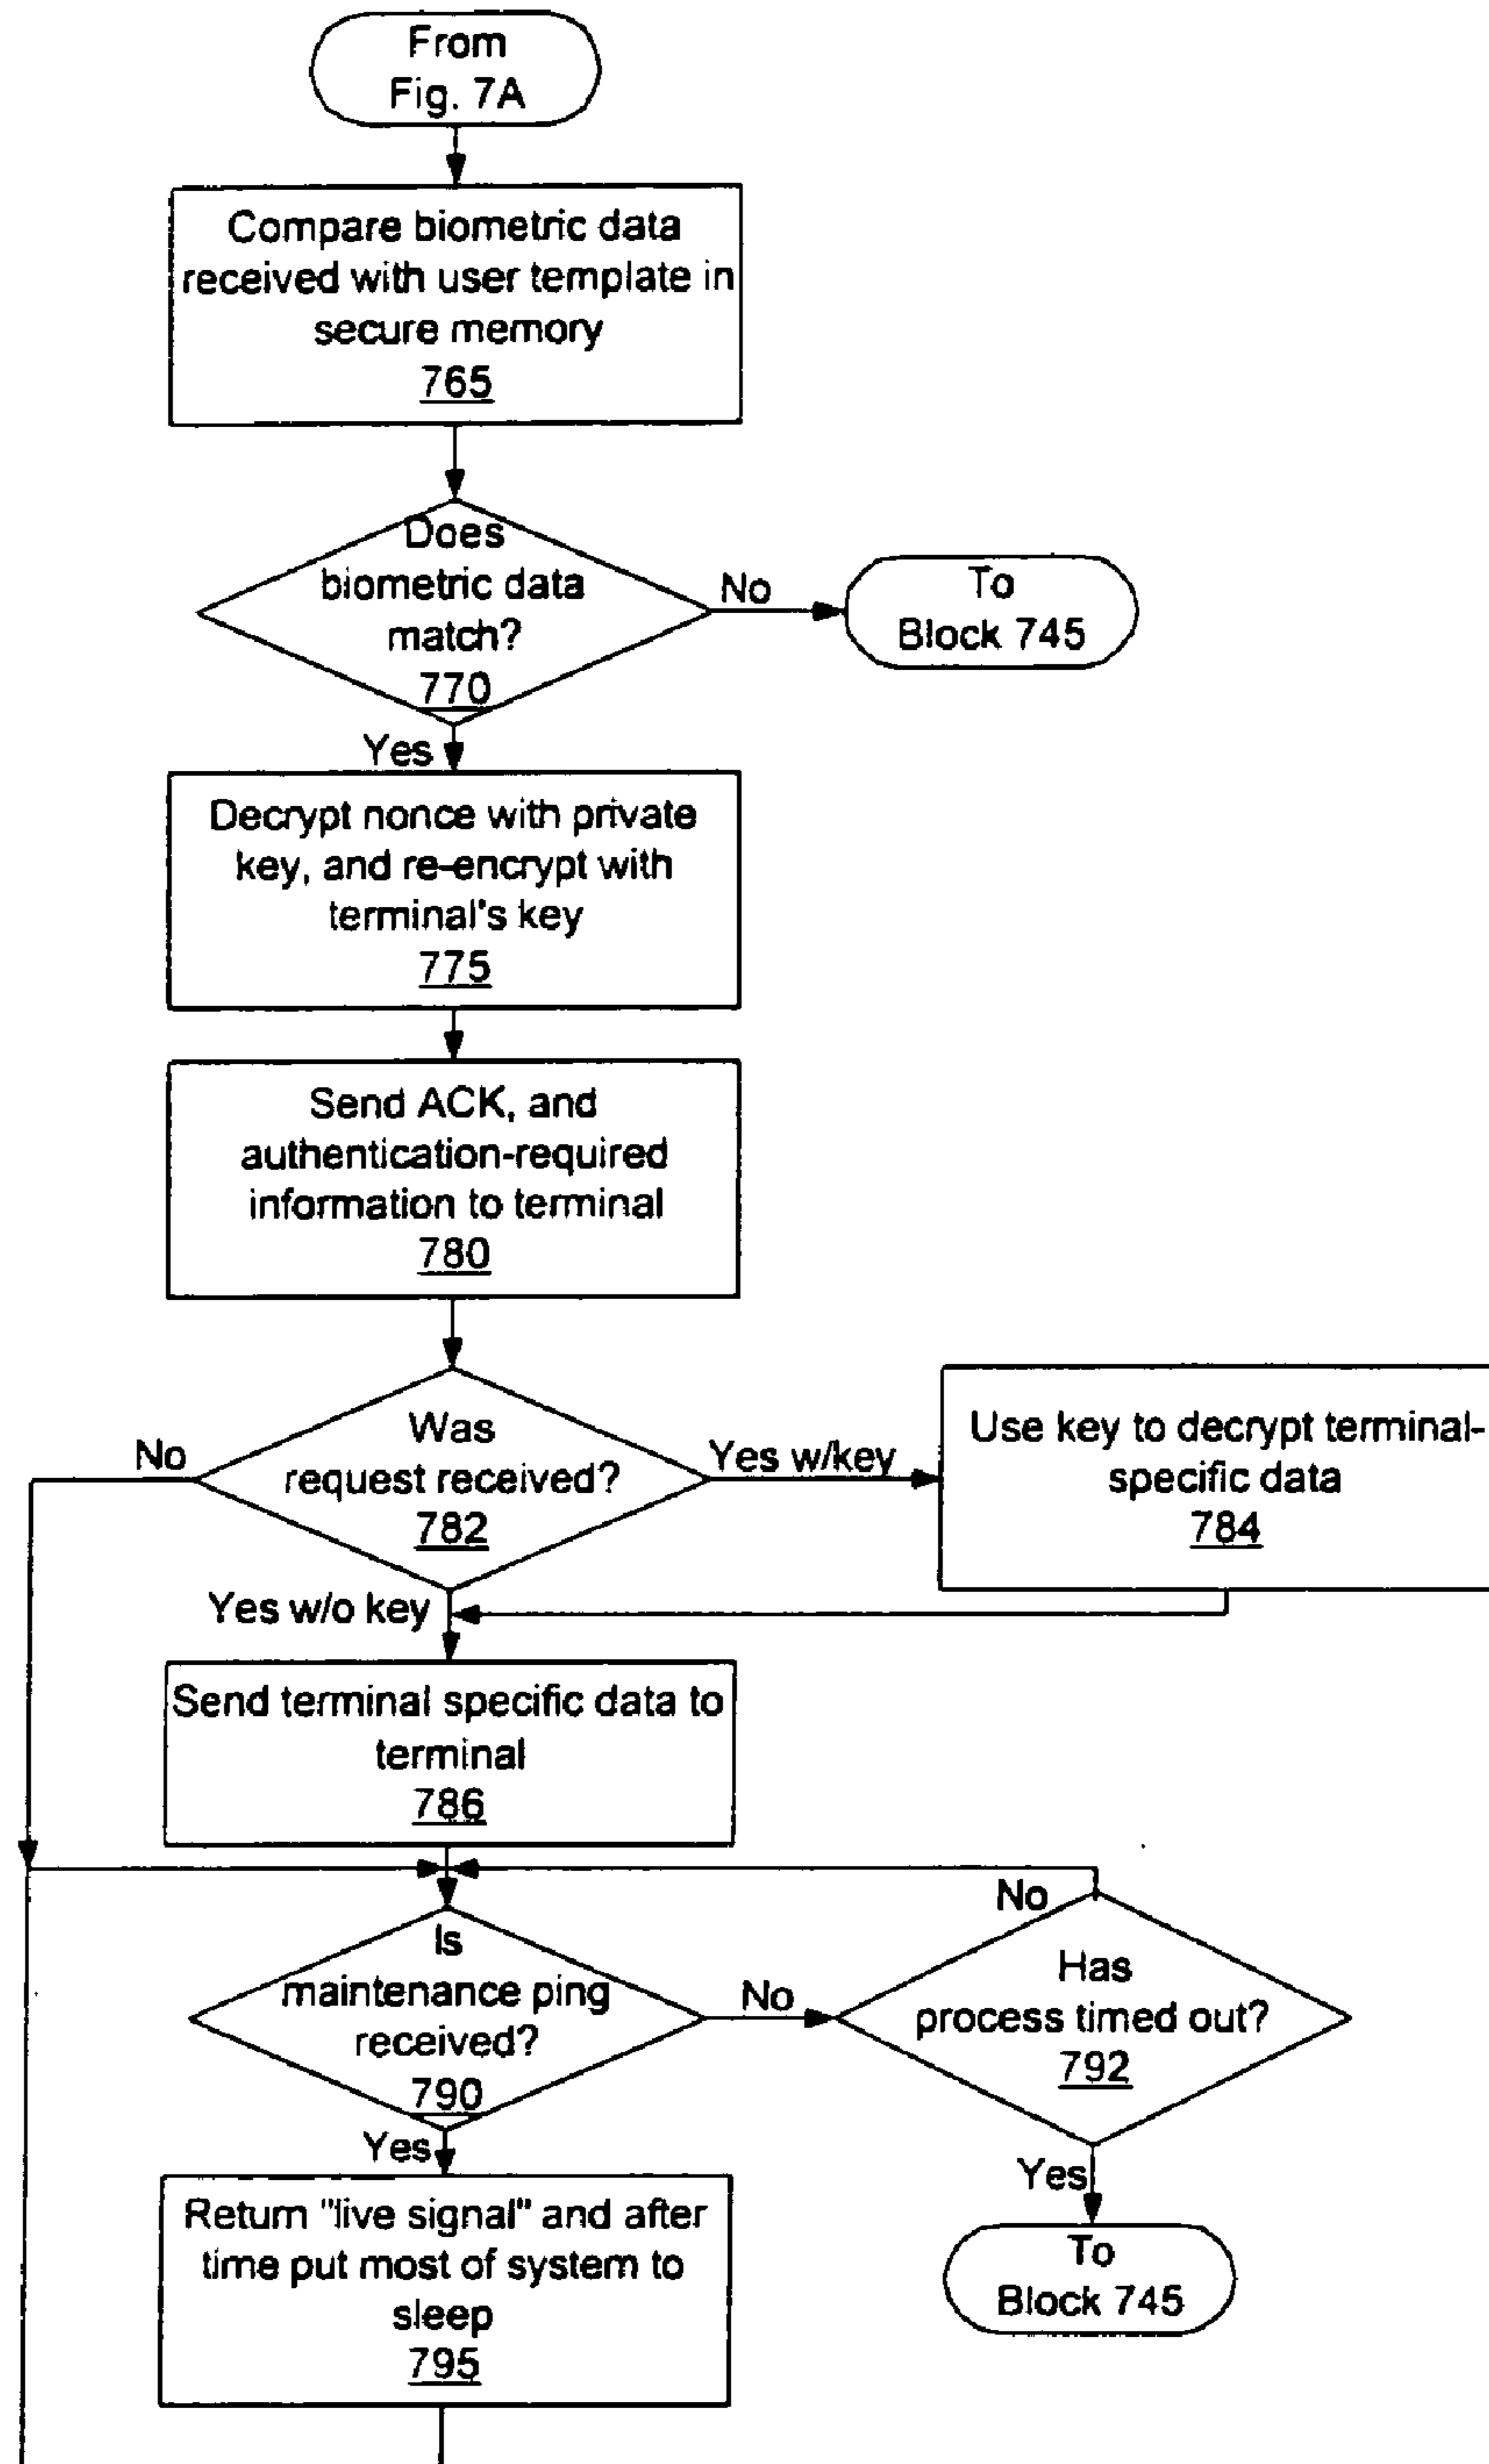 From
Fig. 7A
Compare biometric data
received with user template in
secure memory
765
Does
biometric data
match?
770
No
To
Block 745
Yes
Decrypt nonce with private
key, and re-encrypt with
terminal's key
775
Send ACK, and
authentication-required
information to terminal
780
Was
request received?
782
No
Yes w/key
Use key to decrypt terminal-
specific data
784
Yes w/o key
Send terminal specific data to
terminal
786
Is
maintenance ping
received?
790
No
No
Has
process timed out?
792
Yes
Yes
To
Block 745
Return "live signal" and after
time put most of system to
sleep
795